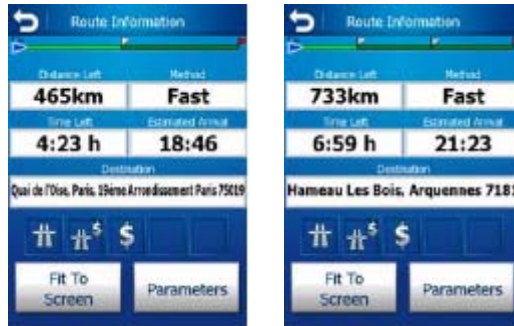 Route Information
Distance Left
Method
465km
Fast
Time Left
Estimated Arrival
4:23 h
18:46
Destination
Quai de l'Oise, Paris, 19ème Arrondissement Paris 75019
$
$
Fit To
Screen
Parameters
Route Information
Distance Left
Method
733km
Fast
Time Left
Estimated Arrival
6:59 h
21:23
Destination
Hameau Les Bois, Arquennes 7181
$
$
Fit To
Screen
Parameters